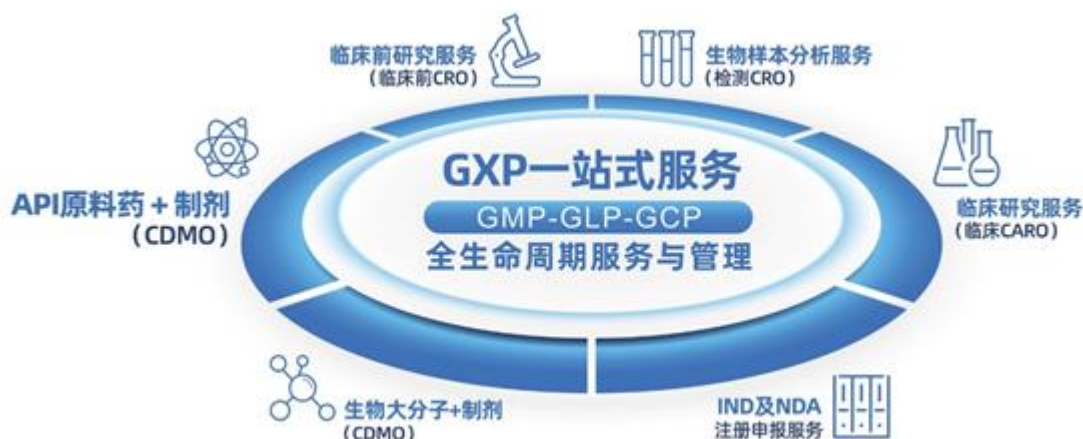 临床前研究服务
(临床前CRO)
生物样本分析服务
(检测CRO)
API原料药+制剂
(CDMO)
GXP一站式服务
GMP-GLP-GCP
全生命周期服务与管理
临床研究服务
(临床CARO)
生物大分子+制剂
(CDMO)
IND及NDA
注册申报服务